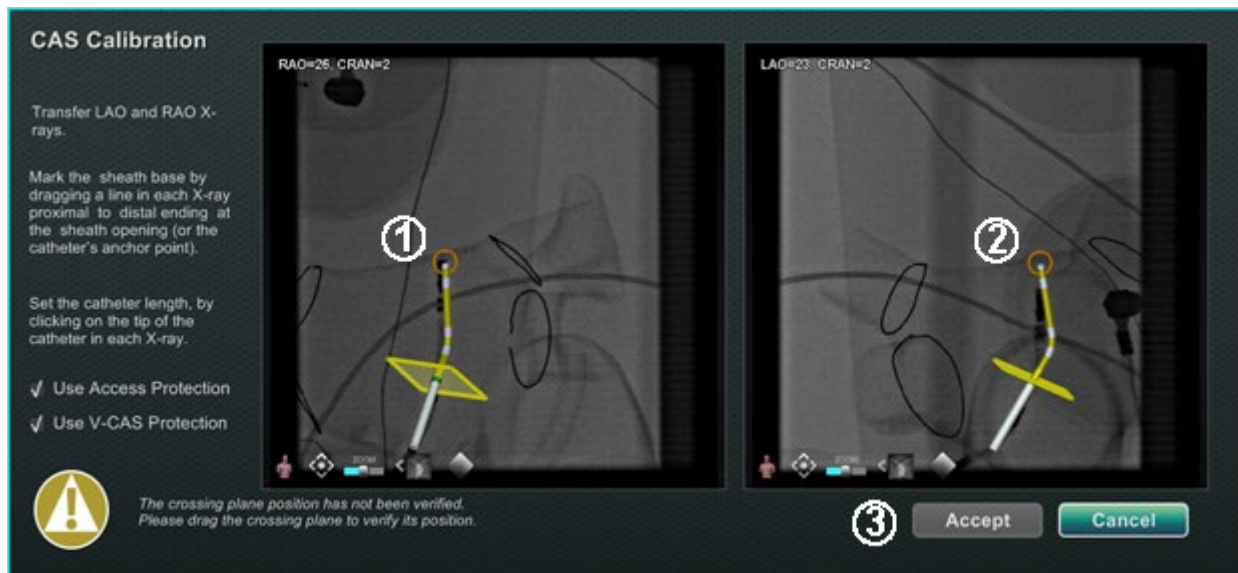 CAS Calibration
Transfer LAO and RAO X-
rays.
Mark the sheath base by
dragging a line in each X-ray
proximal to distal ending at
the sheath opening (or the
catheter's anchor point).
Set the catheter length, by
clicking on the tip of the
catheter in each X-ray.
Use Access Protection
Use V-CAS Protection
The crossing plane position has not been verified.
Please drag the crossing plane to verify its position.
RAO=26, CRAN=2
1
ZOOM
LAO=23, CRAN=2
2
ZOOM
3
Accept
Cancel